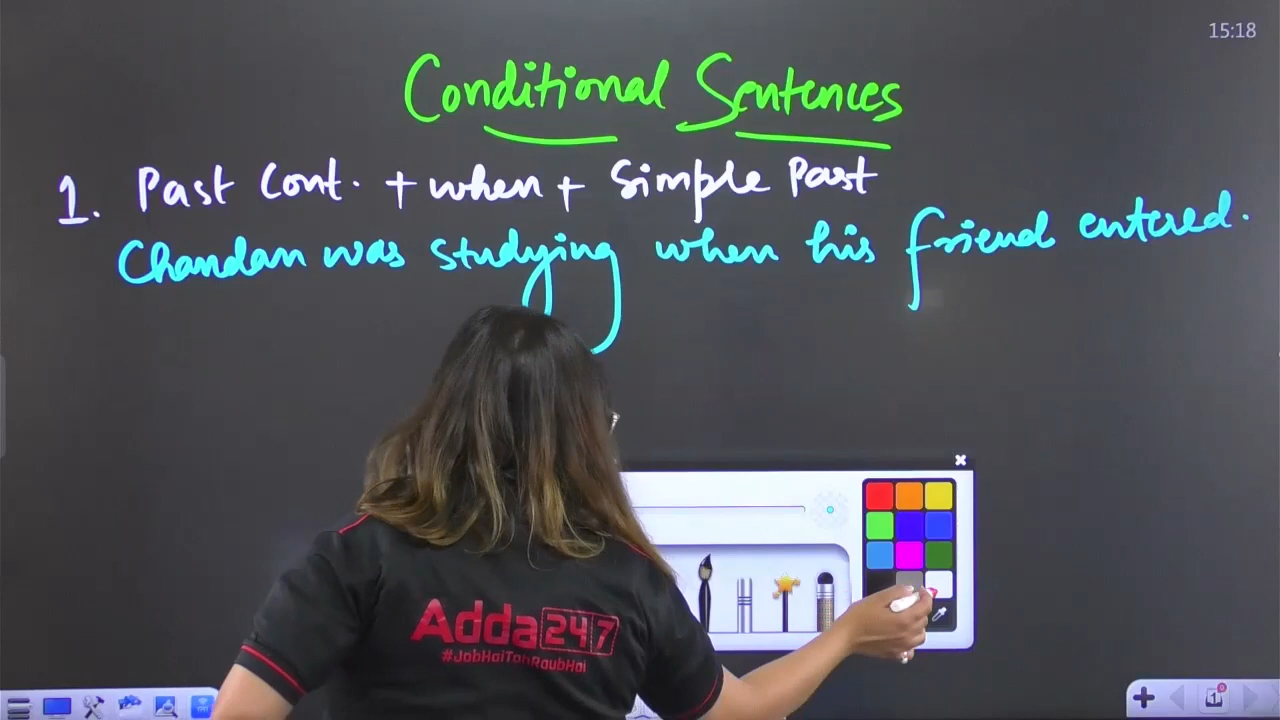 15:18
Conditional Sentences
1. Past Cont. + when + Simple Past
Chandan was studying when his friend entered.
Adda247
#JobHaiTohRaubHai
1